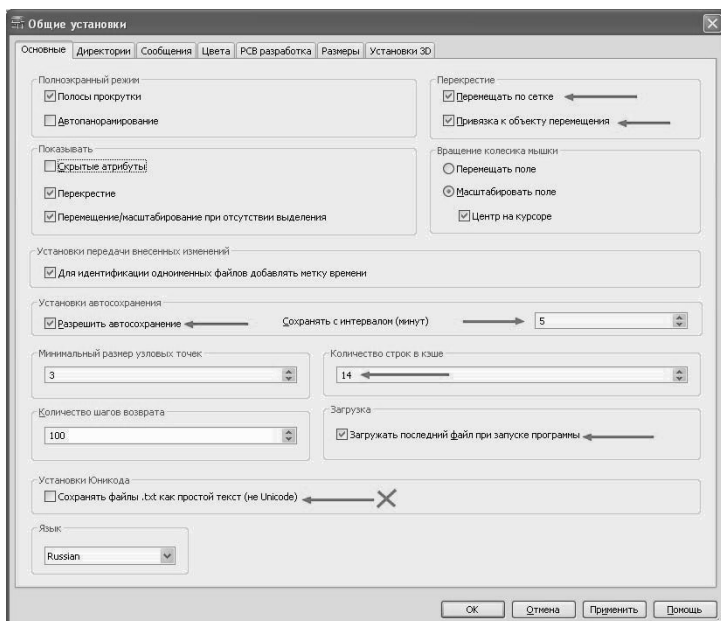 Общие установки
Основные Директории Сообщения Цвета PCB разработка Размеры Установки 3D
Полноэкранный режим
Полосы прокрутки
Автопанорамирование
Перекрестие
Перемещать по сетке
Привязка к объекту перемещения
Показывать
Скрытые атрибуты
Перекрестие
Перемещение/масштабирование при отсутствии выделения
Вращение колесика мышки
Перемещать поле
Масштабировать поле
Центр на курсоре
Установки передачи внесенных изменений
Для идентификации одноименных файлов добавлять метку времени
Установки автосохранения
Разрешить автосохранение Сохранять с интервалом (минут) 5
Минимальный размер узловых точек
3
Количество строк в кэше
14
Количество шагов возврата
100
Загрузка
Загружать последний файл при запуске программы
Установки Юникода
Сохранять файлы .txt как простой текст (не Unicode)
Язык
Russian
OK Отмена Применить Помощь